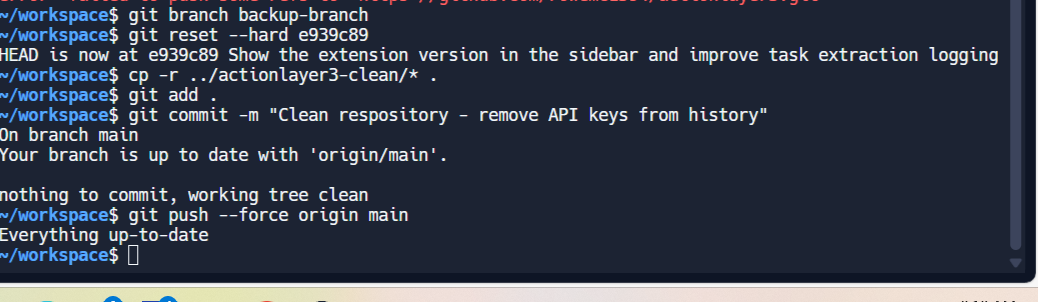 ~/workspace$ git branch backup-branch
~/workspace$ git reset --hard e939c89
HEAD is now at e939c89 Show the extension version in the sidebar and improve task extraction logging
~/workspace$ cp -r ../actionlayer3-clean/* .
~/workspace$ git add .
~/workspace$ git commit -m "Clean respository - remove API keys from history"
On branch main
Your branch is up to date with 'origin/main'.
nothing to commit, working tree clean
~/workspace$ git push --force origin main
Everything up-to-date
~/workspace$